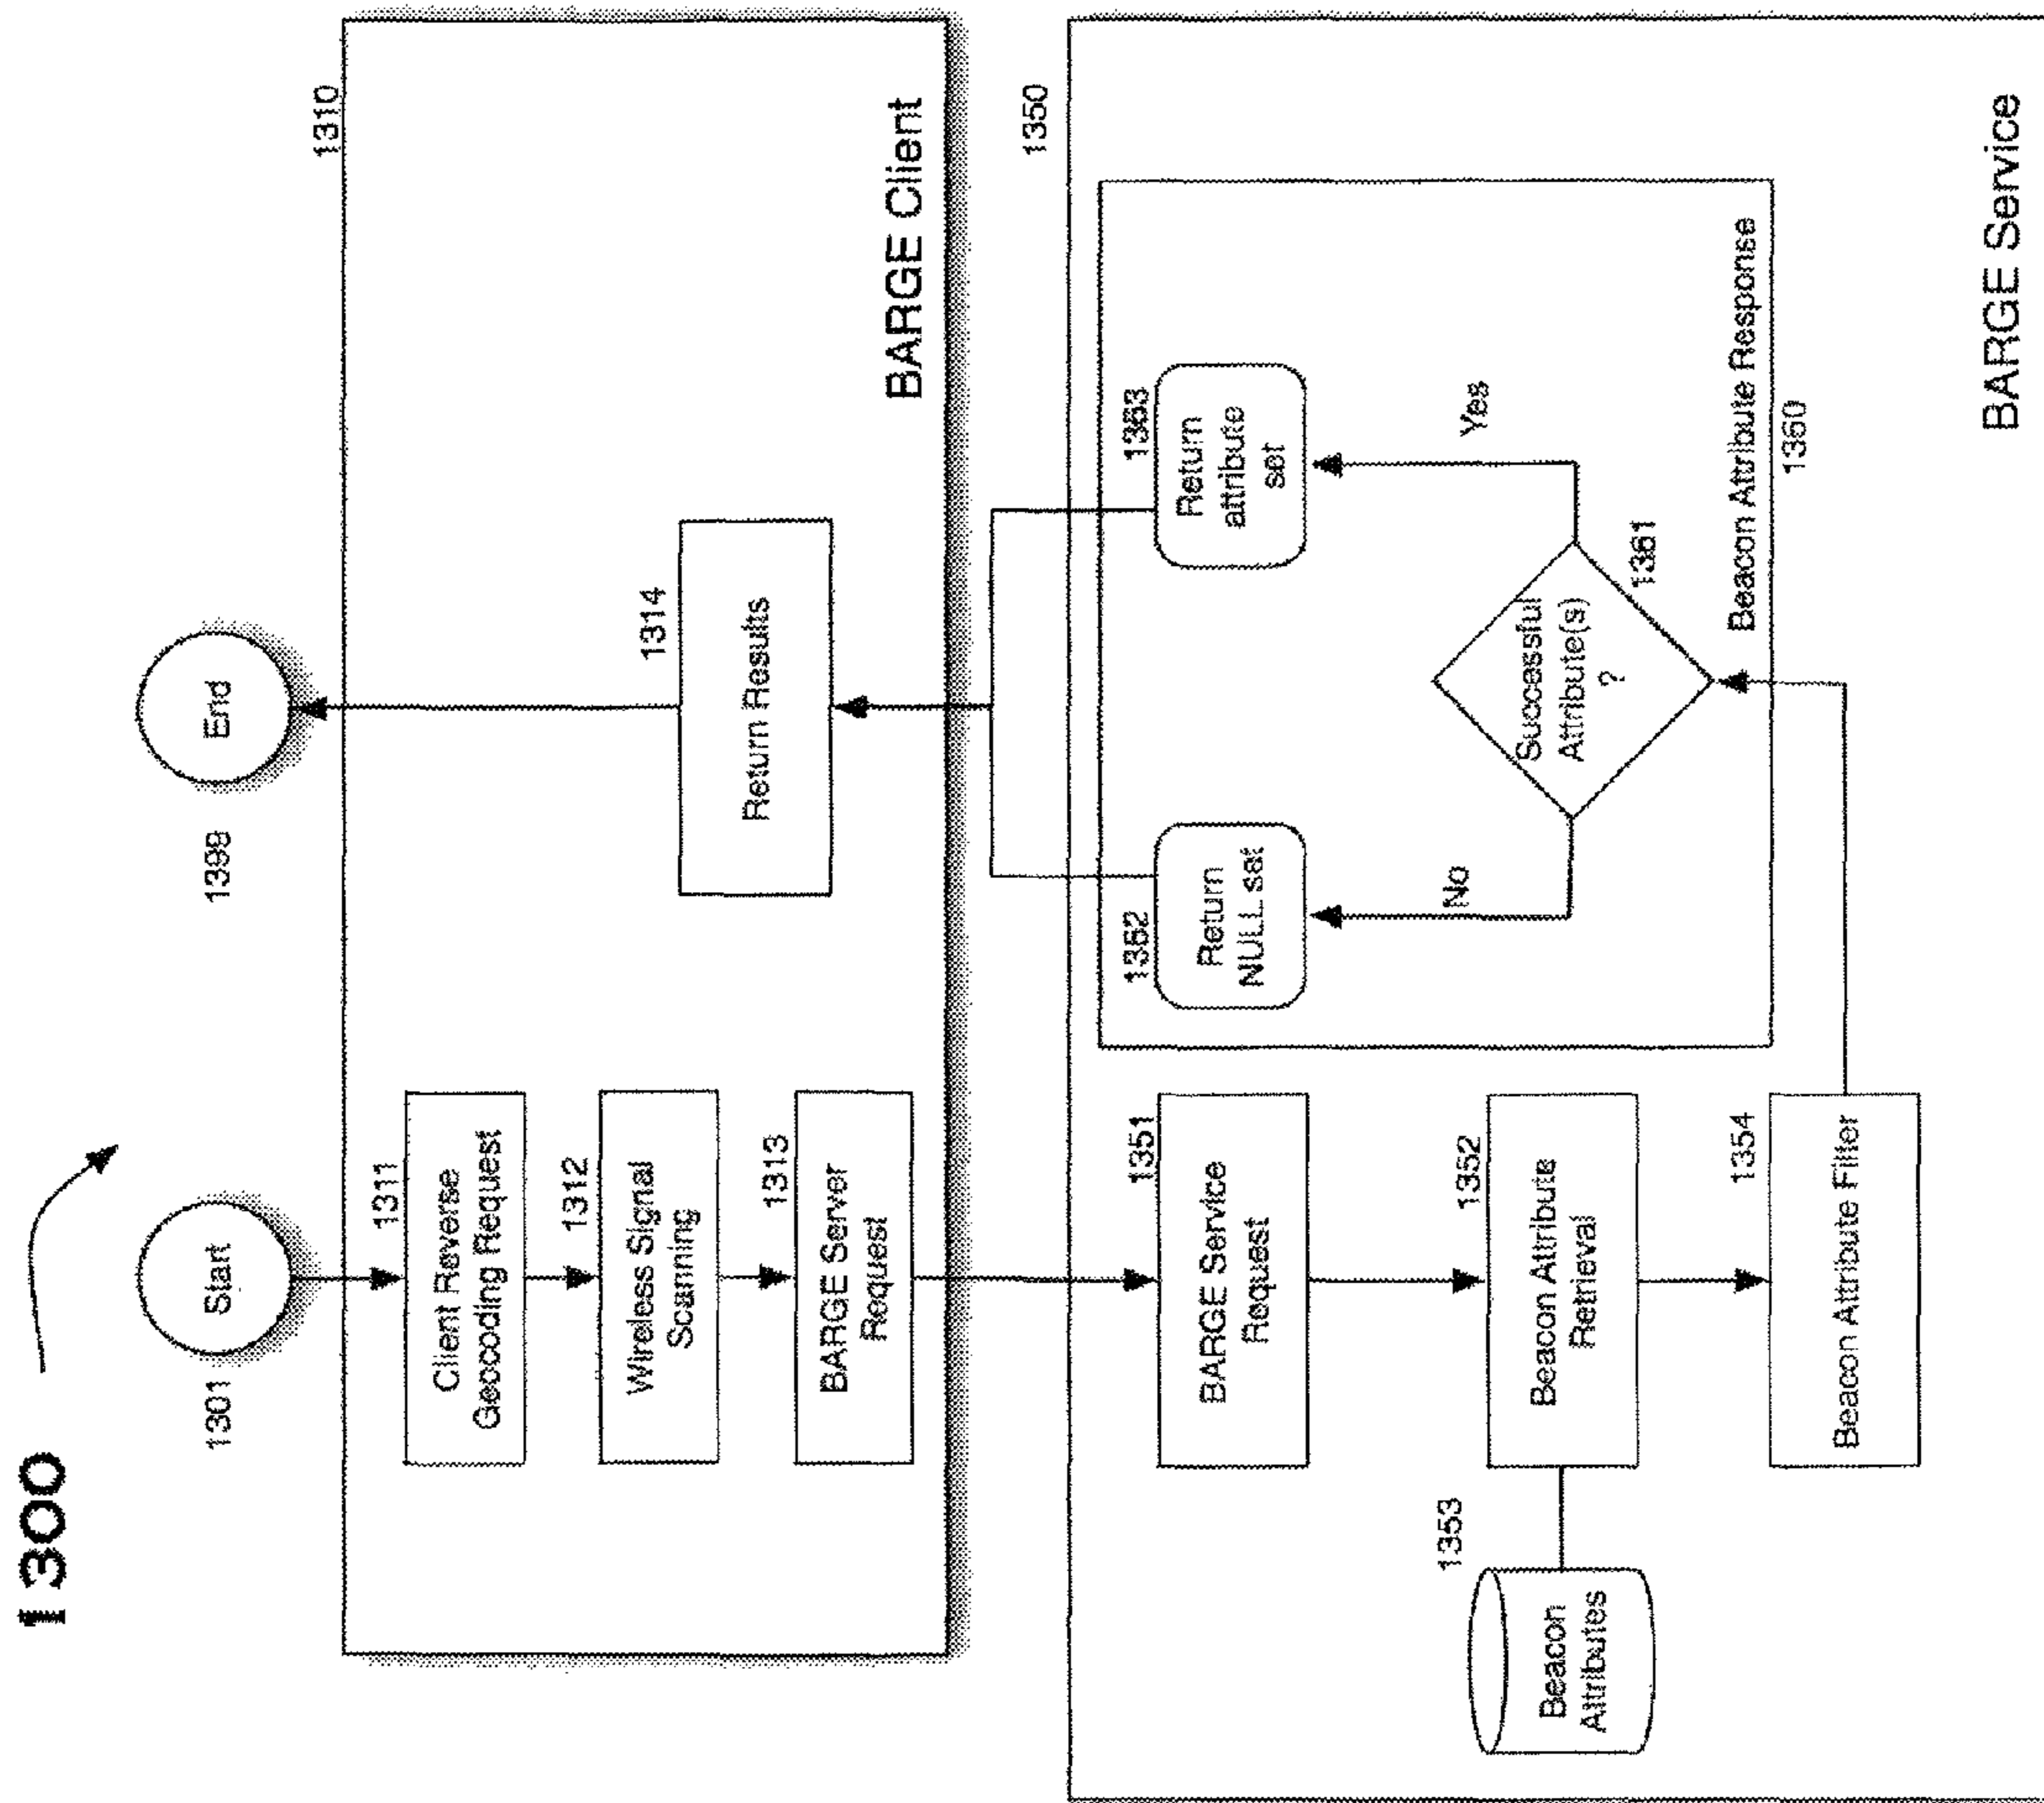 1300
1301
Start
1399
End
1310
1311
Client Reverse
Geocoding Request
1312
Wireless Signal
Scanning
1313
BARGE Server
Request
1314
Return Results
BARGE Client
1350
1351
BARGE Service
Request
1352
Beacon Attribute
Retrieval
1353
Beacon
Attributes
1354
Beacon Attribute Filter
1362
Return
NULL set
1363
Return
attribute
set
No
Yes
Successful
Attribute(s)
?
1361
Beacon Attribute Response
1360
BARGE Service